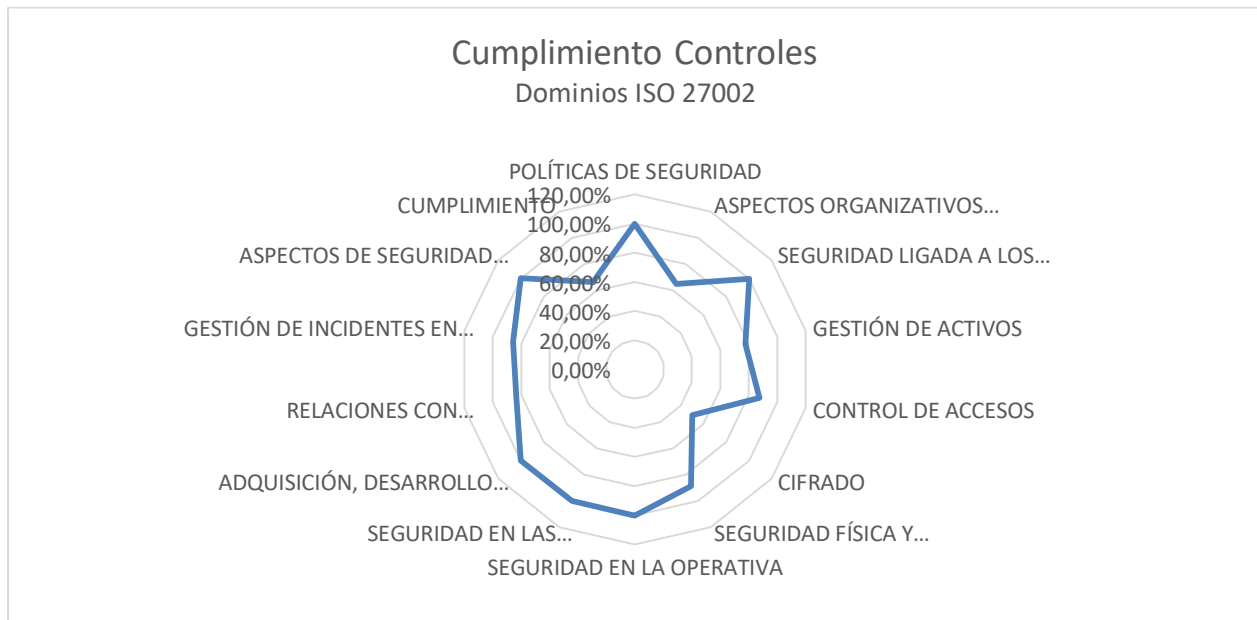 Cumplimiento Controles
Dominios ISO 27002
POLÍTICAS DE SEGURIDAD
120,00%
CUMPLIMIENTO
ASPECTOS ORGANIZATIVOS...
100,00%
ASPECTOS DE SEGURIDAD...
80,00%
SEGURIDAD LIGADA A LOS...
60,00%
40,00%
GESTIÓN DE INCIDENTES EN...
20,00%
GESTIÓN DE ACTIVOS
0,00%
RELACIONES CON...
CONTROL DE ACCESOS
ADQUISICIÓN, DESARROLLO...
CIFRADO
SEGURIDAD EN LAS...
SEGURIDAD FÍSICA Y...
SEGURIDAD EN LA OPERATIVA